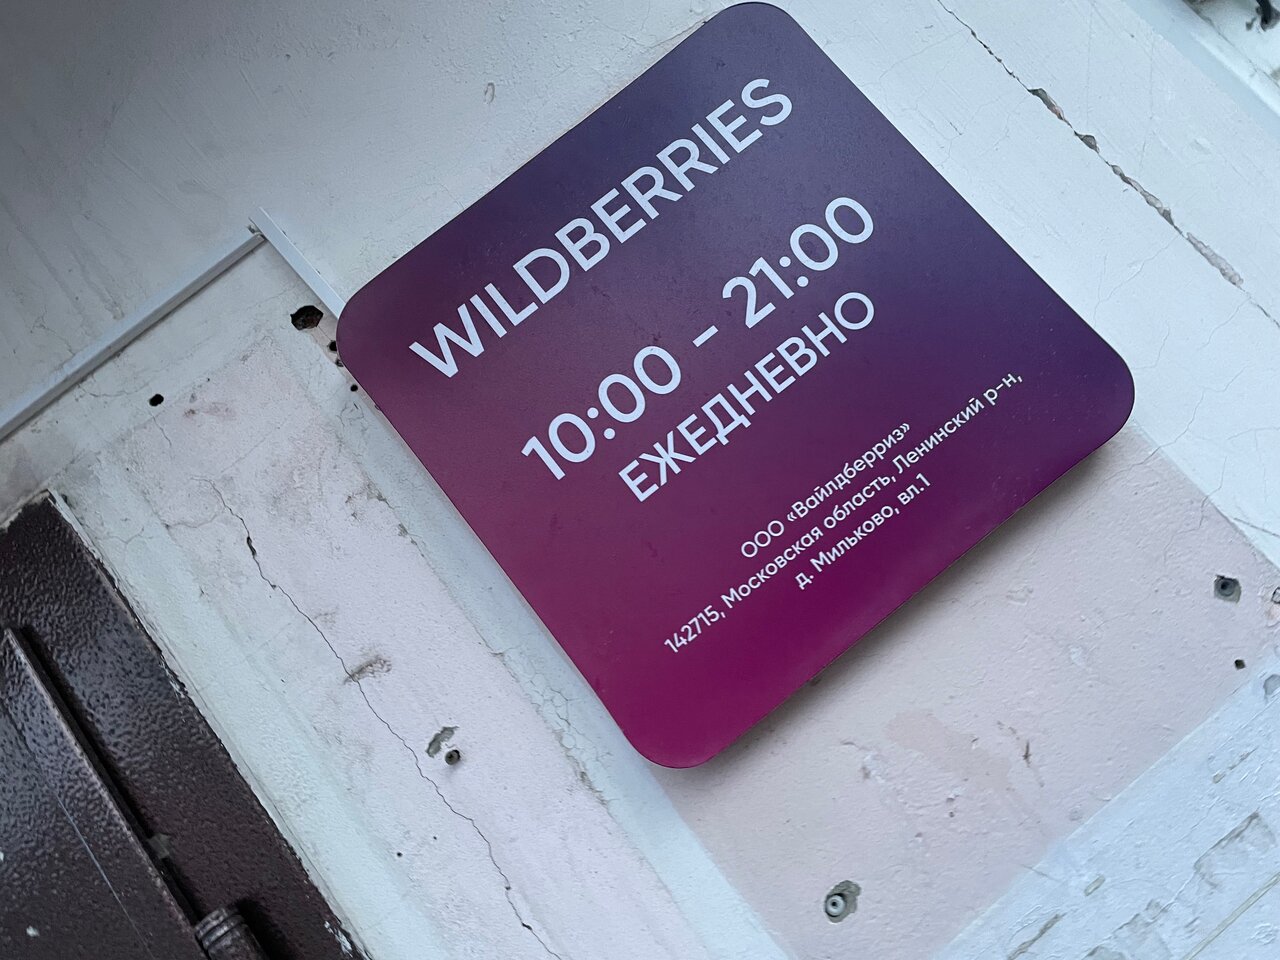 WILDBERRIES
10:00 – 21:00
ЕЖЕДНЕВНО
ООО «Вайлдберриз»
142715, Московская область, Ленинский р-н,
д. Мильково, вл.1